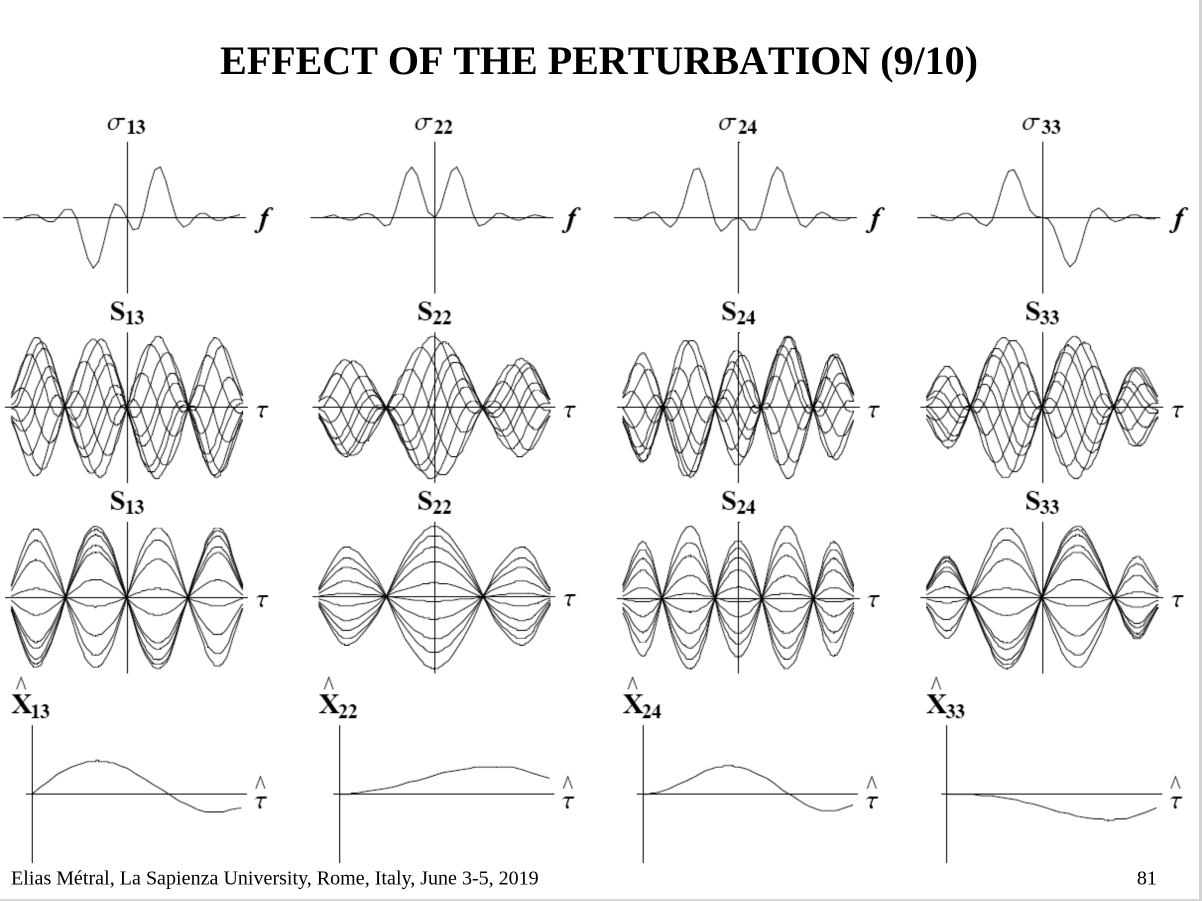 EFFECT OF THE PERTURBATION (9/10)
σ13 σ22 σ24 σ33
f f f f
S13 S22 S24 S33
τ τ τ τ
S13 S22 S24 S33
τ τ τ τ
X̂13 X̂22 X̂24 X̂33
τ̂ τ̂ τ̂ τ̂
Elias Métral, La Sapienza University, Rome, Italy, June 3-5, 2019 81